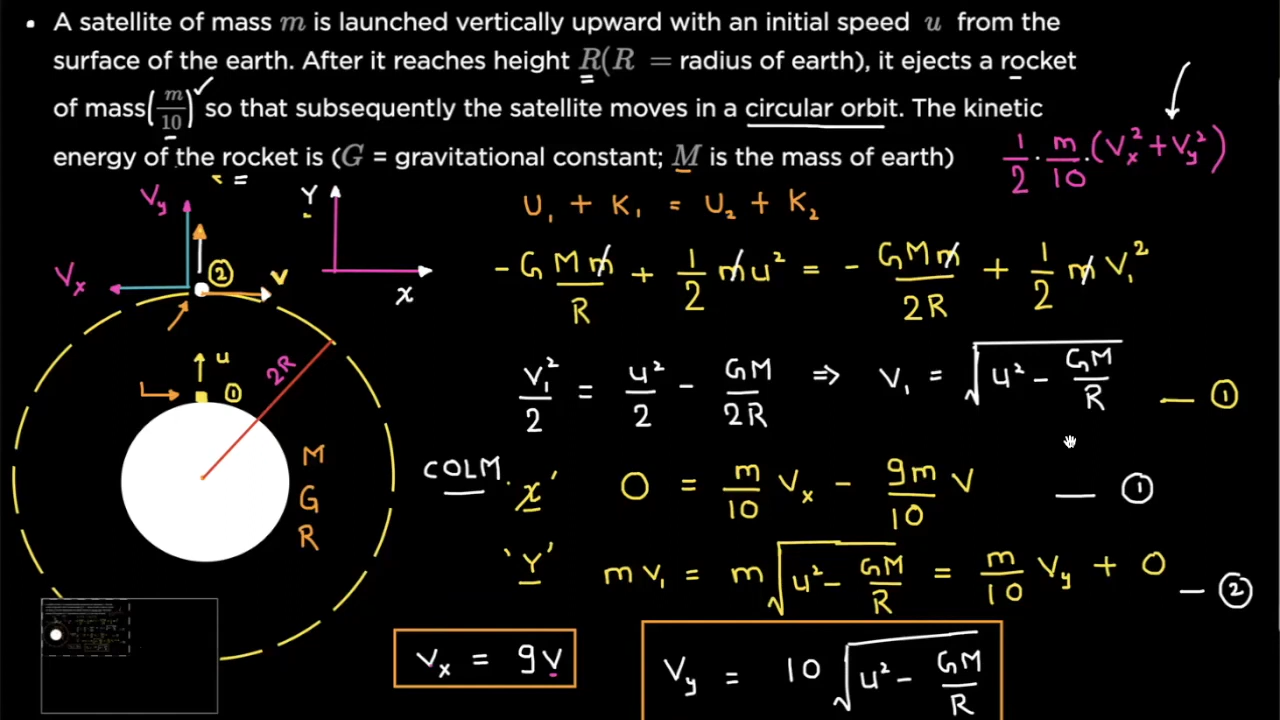 • A satellite of mass m is launched vertically upward with an initial speed u from the
surface of the earth. After it reaches height R(R = radius of earth), it ejects a rocket
of mass(m/10) so that subsequently the satellite moves in a circular orbit. The kinetic
energy of the rocket is (G = gravitational constant; M is the mass of earth)
1/2 · m/10 · (Vx² + Vy²)
Vy
Y
U₁ + K₁ = U₂ + K₂
Vx
②
V
x
-GMm/R + 1/2 mu² = -GMm/2R + 1/2 mV₁²
u
①
2R
V₁²/2 = u²/2 - GM/2R ⇒ V₁ = √(u² - GM/R) — ①
M
G
R
COLM. 'x' 0 = m/10 Vx - 9m/10 V — ①
'Y' mV₁ = m√(u² - GM/R) = m/10 Vy + 0 — ②
Vx = 9V
Vy = 10√(u² - GM/R)